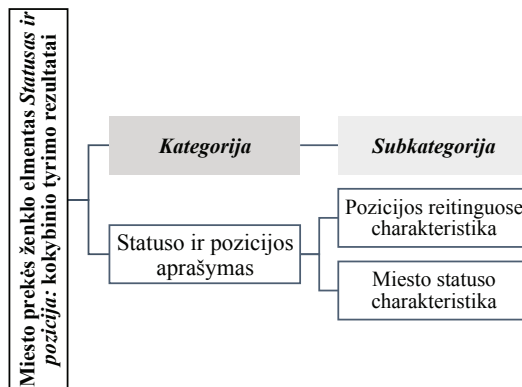 Miesto prekės ženklo elmentas Statusas ir
pozicija: kokybinio tyrimo rezultatai
Kategorija
Subkategorija
Statuso ir pozicijos
aprašymas
Pozicijos reitinguose
charakteristika
Miesto statuso
charakteristika